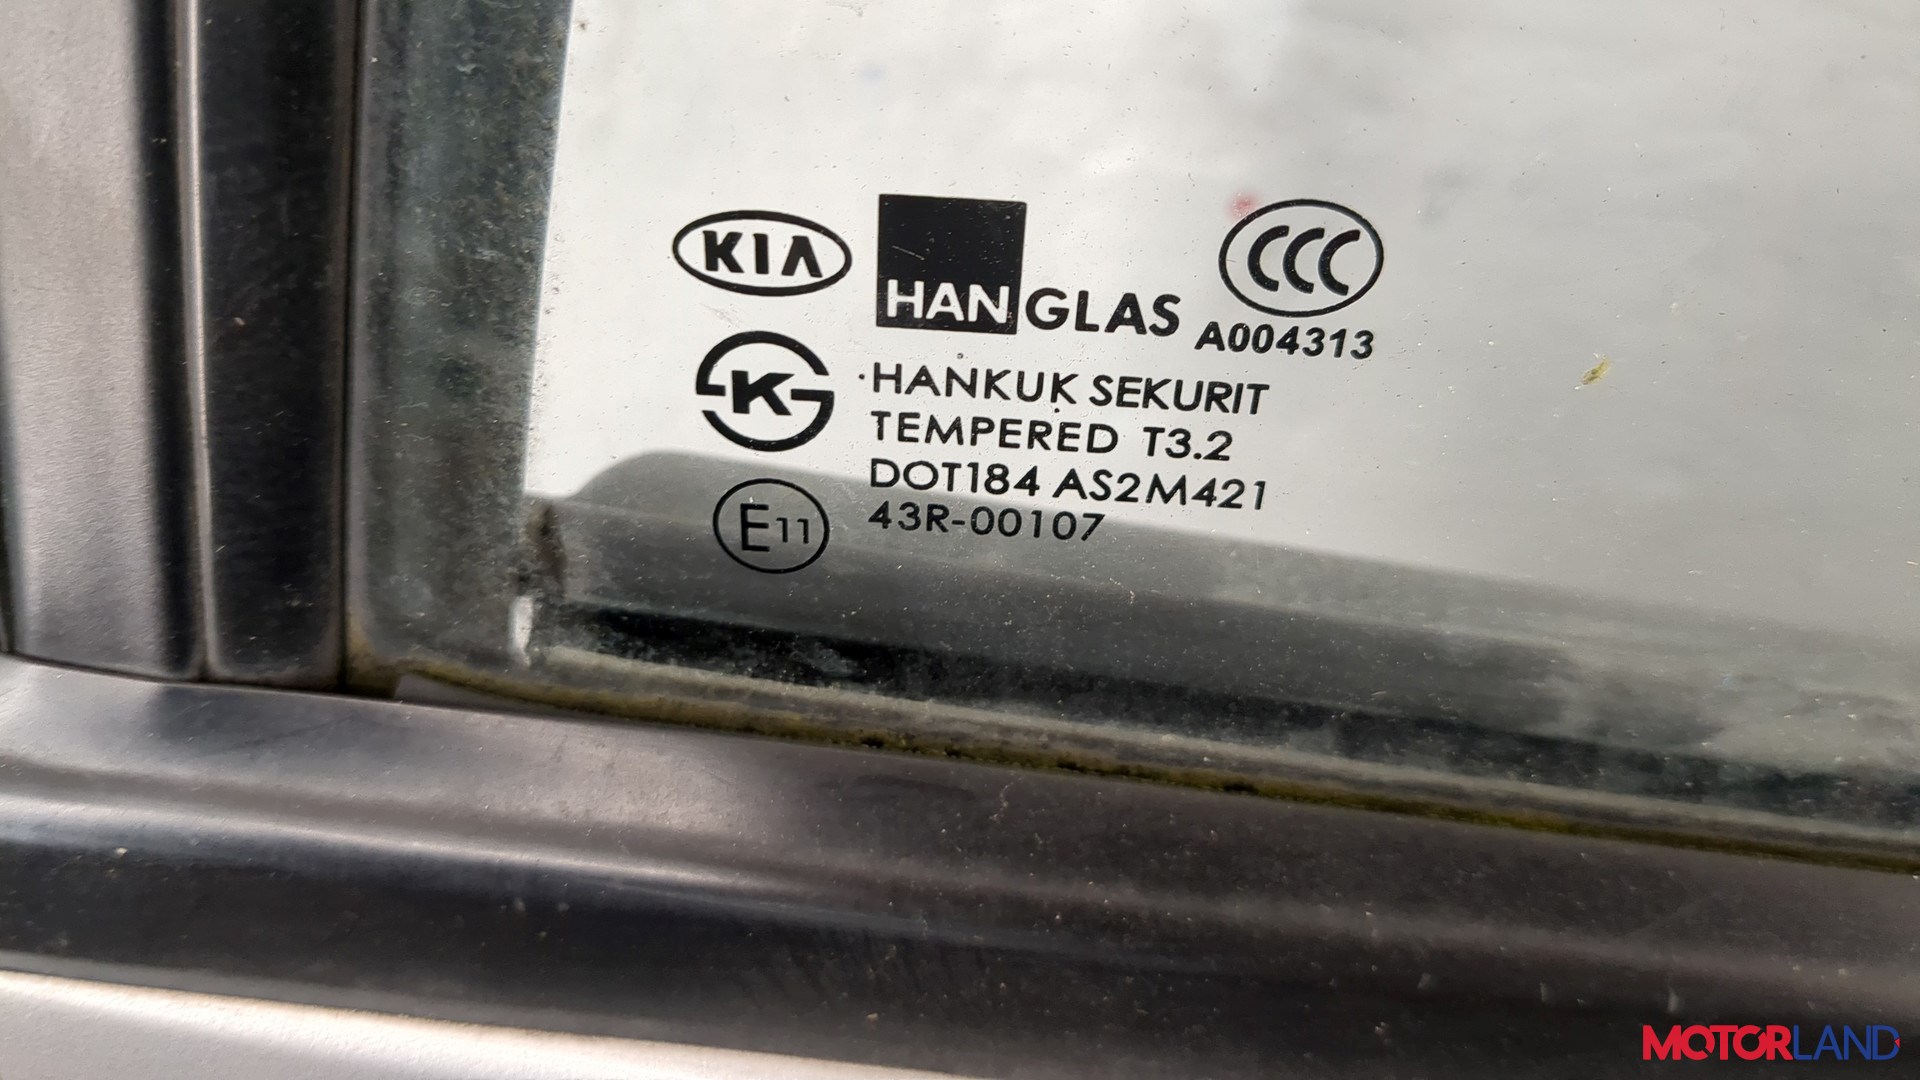 KIA
HANGLAS
CCC
A004313
K
HANKUK SEKURIT
TEMPERED T3.2
DOT184 AS2M421
E11
43R-00107
MOTORLAND